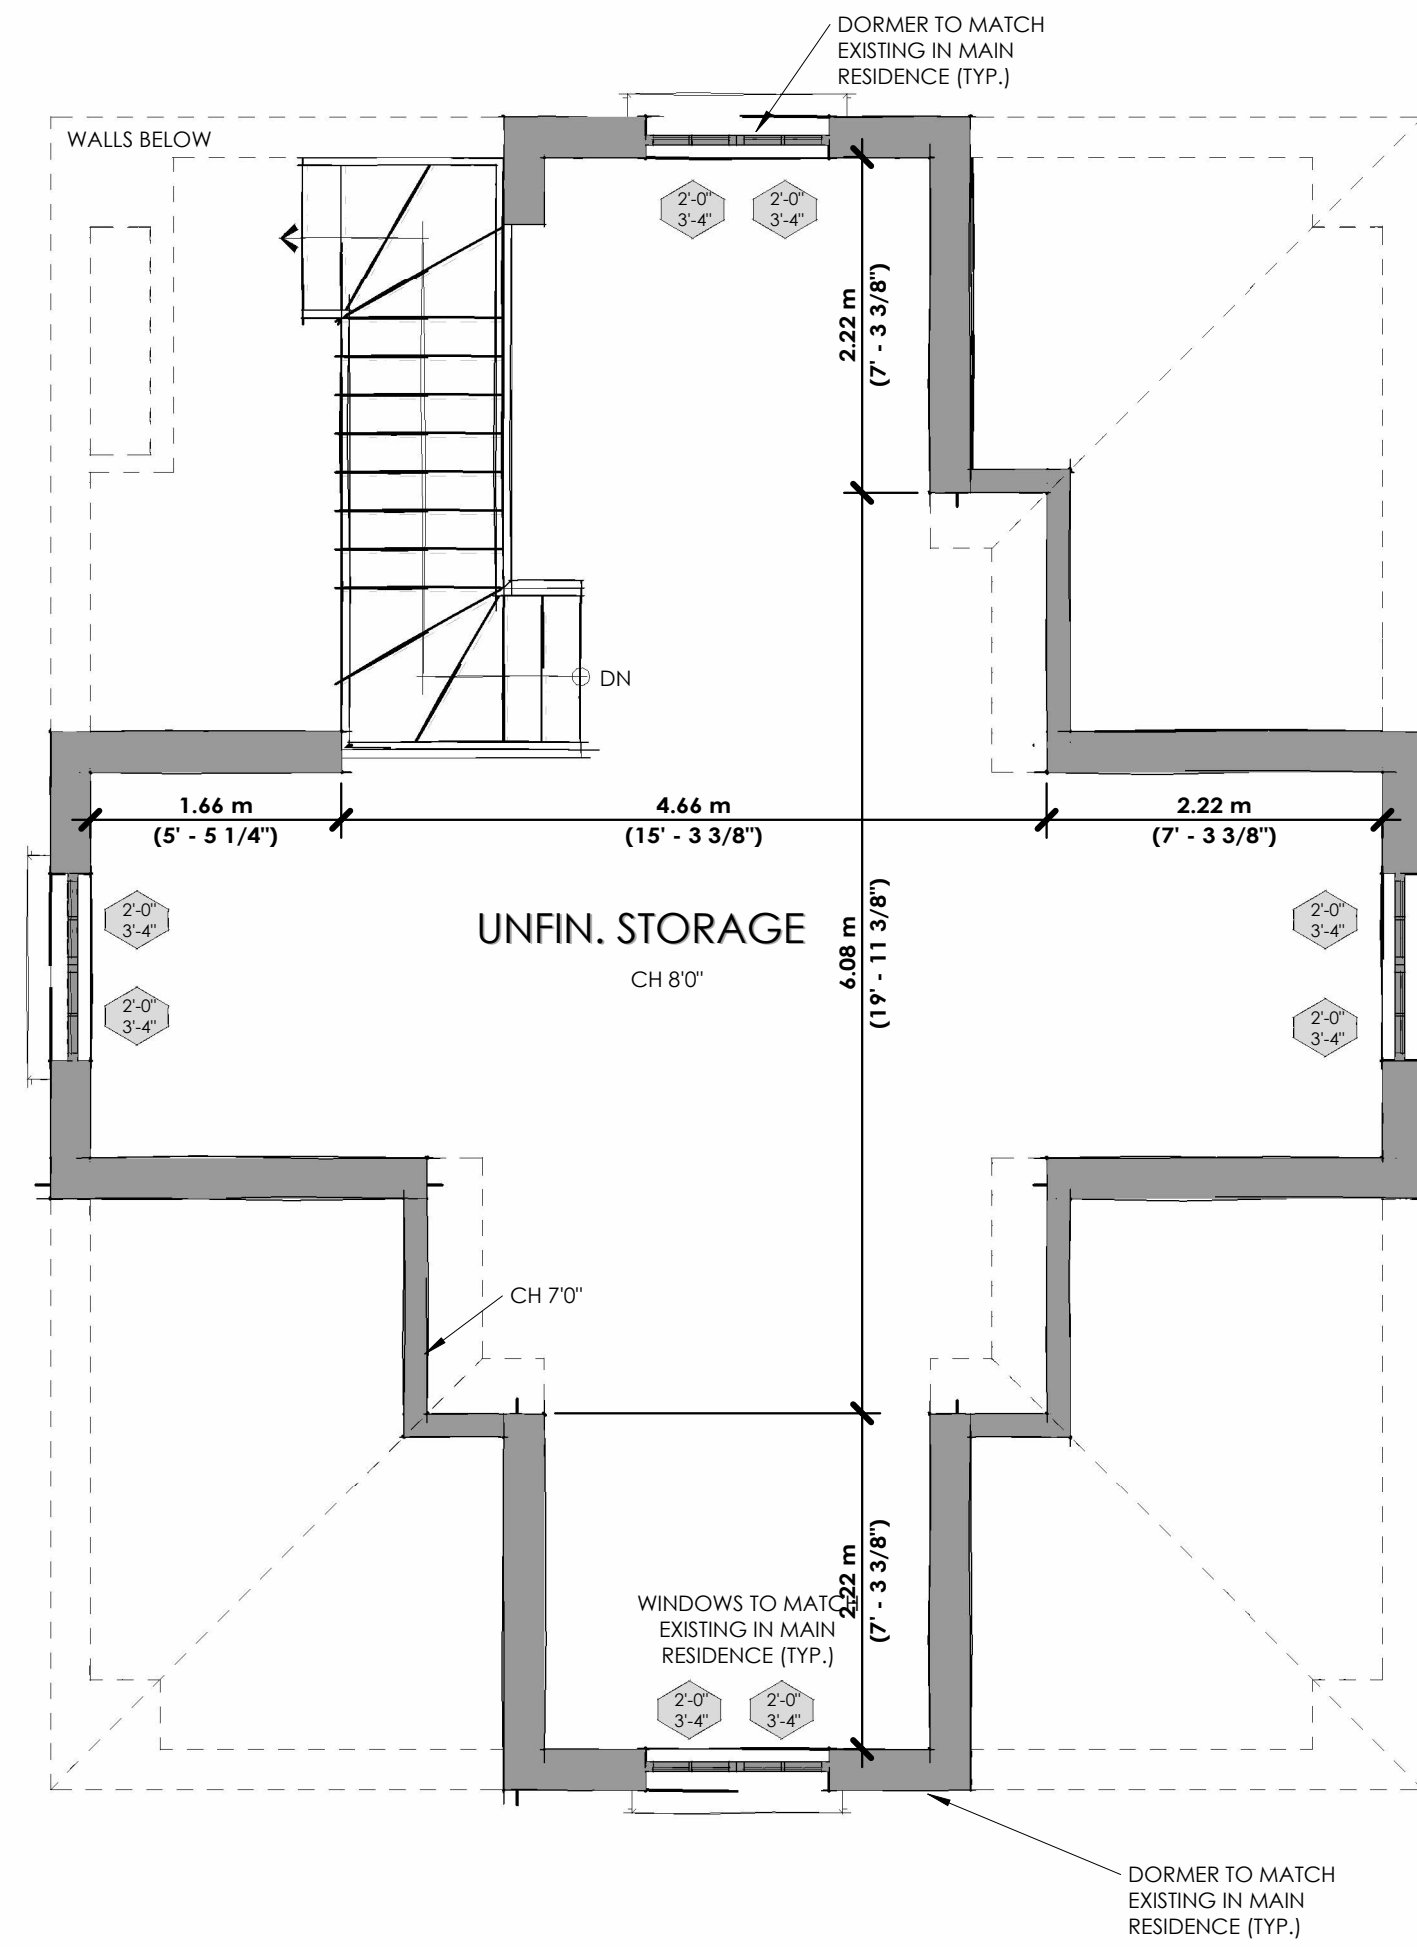 DORMER TO MATCH
EXISTING IN MAIN
RESIDENCE (TYP.)
WALLS BELOW
2'-0"
3'-4"
2'-0"
3'-4"
2.22 m
(7' - 3 3/8")
DN
1.66 m
(5' - 5 1/4")
4.66 m
(15' - 3 3/8")
2.22 m
(7' - 3 3/8")
2'-0"
3'-4"
2'-0"
3'-4"
UNFIN. STORAGE
CH 8'0"
6.08 m
(19' - 11 3/8")
2'-0"
3'-4"
2'-0"
3'-4"
CH 7'0"
2.22 m
(7' - 3 3/8")
WINDOWS TO MATCH
EXISTING IN MAIN
RESIDENCE (TYP.)
2'-0"
3'-4"
2'-0"
3'-4"
DORMER TO MATCH
EXISTING IN MAIN
RESIDENCE (TYP.)